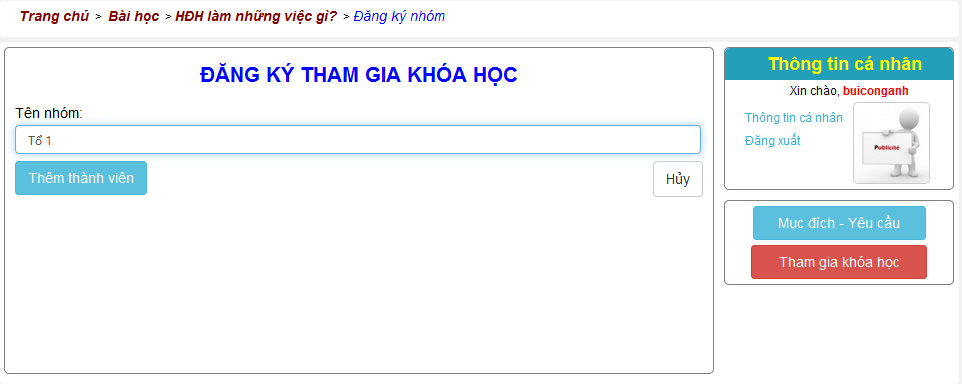 Trang chủ > Bài học > HĐH làm những việc gì? > Đăng ký nhóm
ĐĂNG KÝ THAM GIA KHÓA HỌC
Tên nhóm:
Tổ 1
Thêm thành viên
Hủy
Thông tin cá nhân
Xin chào, buiconganh
Thông tin cá nhân
Đăng xuất
Publicité
Mục đích - Yêu cầu
Tham gia khóa học